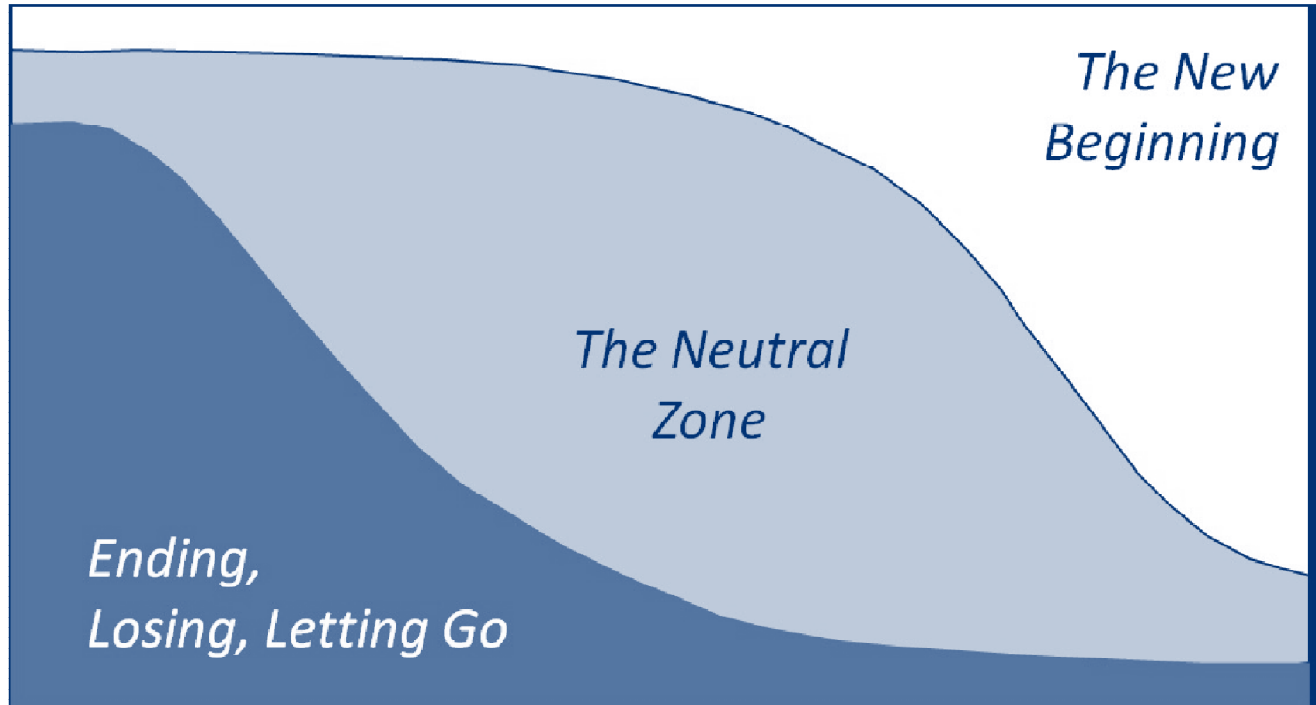 The New
Beginning
The Neutral
Zone
Ending,
Losing, Letting Go